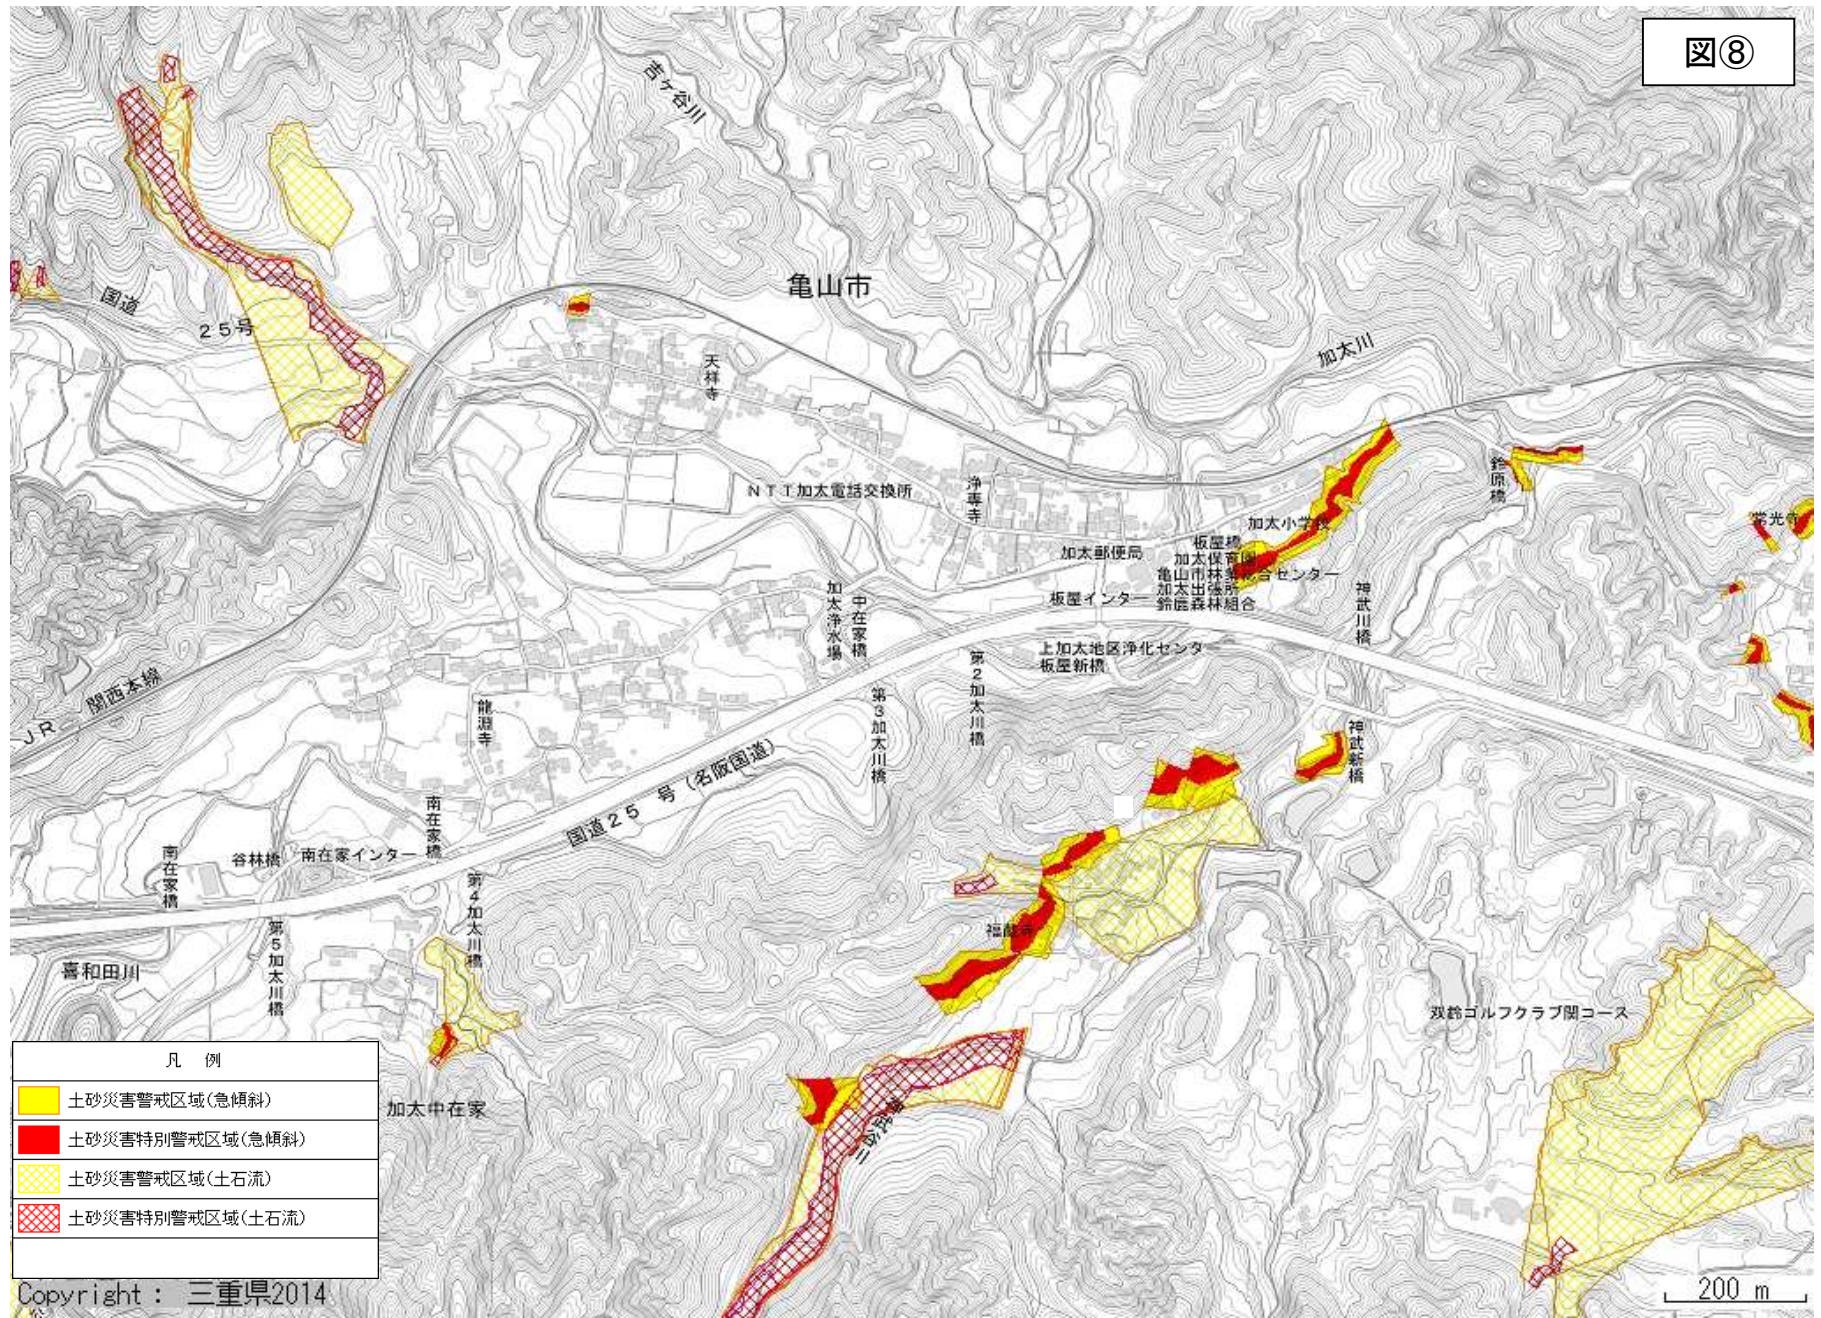 図⑧
吉ヶ谷川
亀山市
国道
25号
天祥寺
加太川
NTT加太電話交換所
浄専寺
鈴原橋
加太小学校
常光寺
板屋橋
加太郵便局
加太保育園
亀山市林業総合センター
加太出張所
鈴鹿森林組合
板屋インター
加太浄水場
中在家橋
神武川橋
上加太地区浄化センター
板屋新橋
第2加太川橋
第3加太川橋
JR 関西本線
龍淵寺
神武新橋
国道25号(名阪国道)
南在家橋
南在家橋
谷林橋
南在家インター
第4加太川橋
第5加太川橋
福蔵寺
喜和田川
双鈴ゴルフクラブ関コース
加太中在家
凡 例
土砂災害警戒区域(急傾斜)
土砂災害特別警戒区域(急傾斜)
土砂災害警戒区域(土石流)
土砂災害特別警戒区域(土石流)
Copyright : 三重県2014
200 m